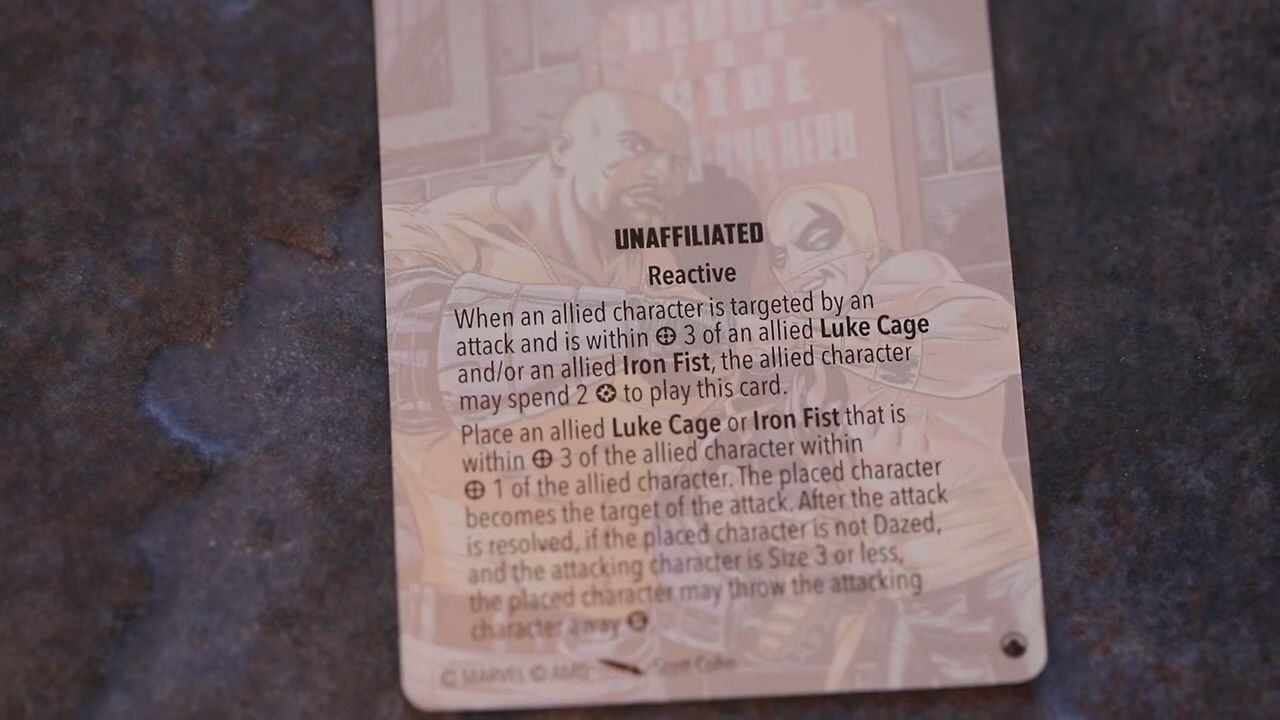 HEROES
FOR
HIRE
UNAFFILIATED
Reactive
When an allied character is targeted by an
attack and is within 3 of an allied Luke Cage
and/or an allied Iron Fist, the allied character
may spend 2 to play this card.
Place an allied Luke Cage or Iron Fist that is
within 3 of the allied character within
1 of the allied character. The placed character
becomes the target of the attack. After the attack
is resolved, if the placed character is not Dazed,
and the attacking character is Size 3 or less,
the placed character may throw the attacking
character away
© MARVEL © AMG Scott Cohn